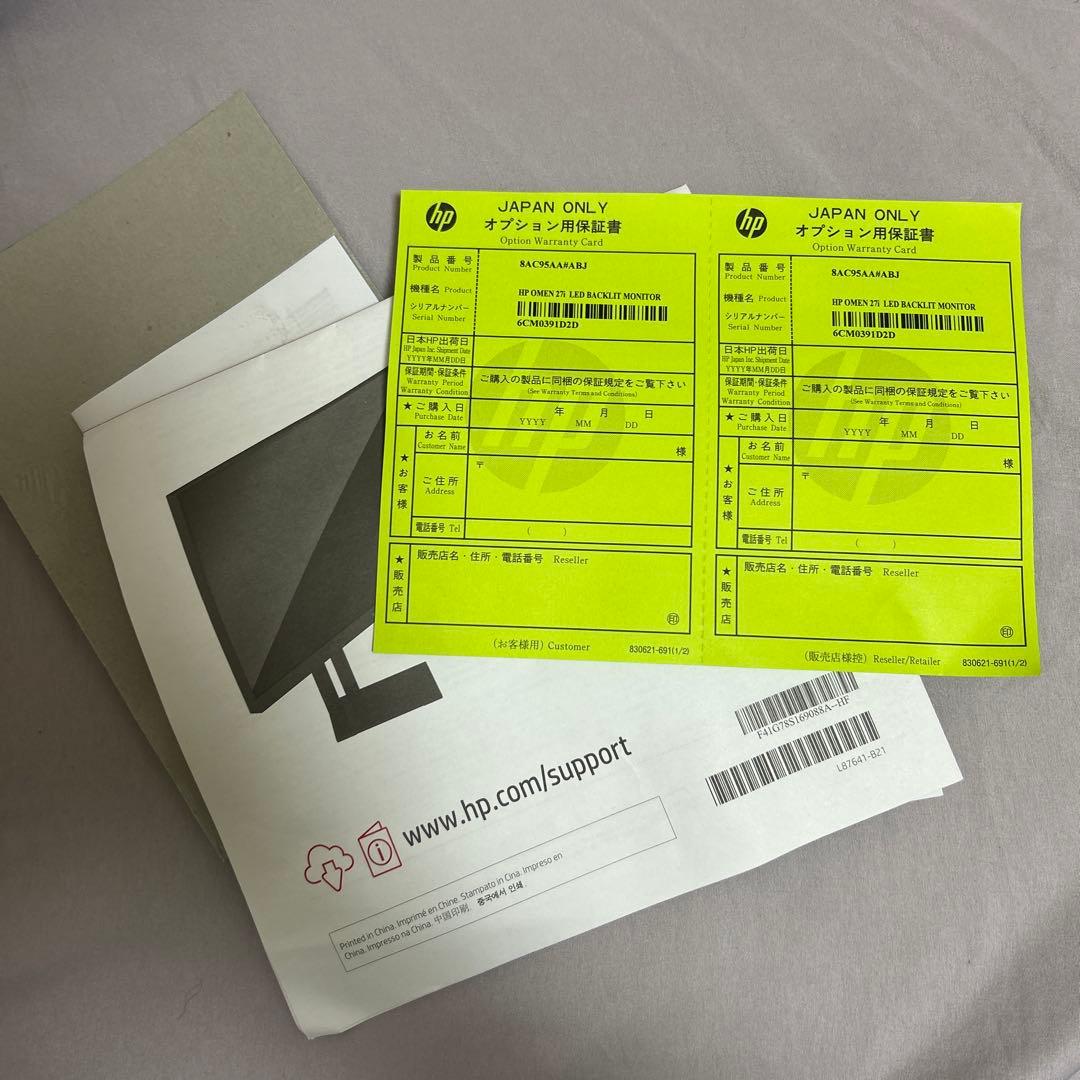 hp
JAPAN ONLY
オプション用保証書
Option Warranty Card
製品番号
Product Number
8AC95AA#ABJ
機種名 Product
HP OMEN 27i LED BACKLIT MONITOR
シリアルナンバー
Serial Number
6CM0391D2D
日本HP出荷日
HP Japan Inc. Shipment Date
YYYY年MM月DD日
保証期間・保証条件
Warranty Period
Warranty Condition
ご購入の製品に同梱の保証規定をご覧下さい
(See Warranty Terms and Conditions)
★ご購入日
Purchase Date
年 月 日
YYYY MM DD
★お客様
お名前
Customer Name
様
ご住所
Address
〒
電話番号 Tel
( )
★販売店
販売店名・住所・電話番号 Reseller
印
(お客様用) Customer
830621-691(1/2)
hp
JAPAN ONLY
オプション用保証書
Option Warranty Card
製品番号
Product Number
8AC95AA#ABJ
機種名 Product
HP OMEN 27i LED BACKLIT MONITOR
シリアルナンバー
Serial Number
6CM0391D2D
日本HP出荷日
HP Japan Inc. Shipment Date
YYYY年MM月DD日
保証期間・保証条件
Warranty Period
Warranty Condition
ご購入の製品に同梱の保証規定をご覧下さい
(See Warranty Terms and Conditions)
★ご購入日
Purchase Date
年 月 日
YYYY MM DD
★お客様
お名前
Customer Name
様
ご住所
Address
〒
電話番号 Tel
( )
★販売店
販売店名・住所・電話番号 Reseller
印
(販売店様控) Reseller/Retailer
830621-691(1/2)
F41G78S169088A--HF
L87641-B21
www.hp.com/support
Printed in China. Imprimé en Chine. Stampato in Cina. Impreso en
China. Impresso na China. 中国印刷. 중국에서 인쇄.